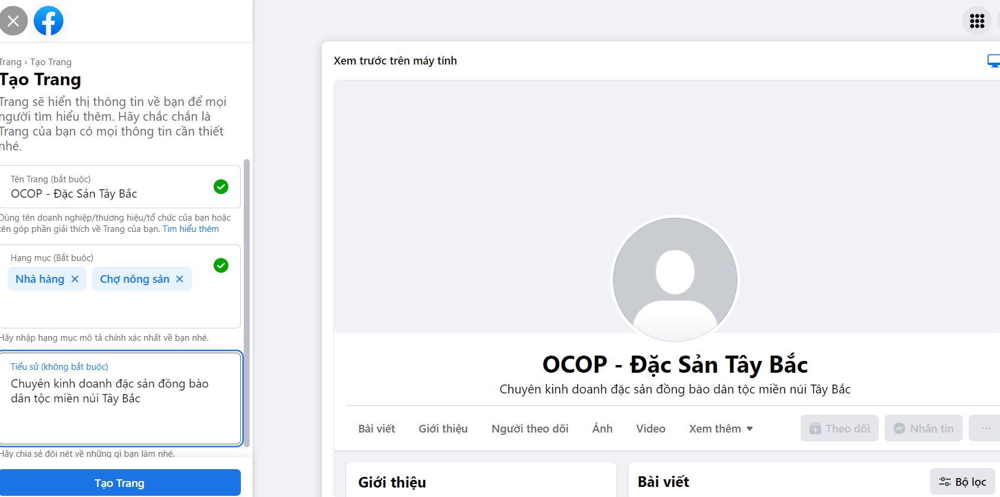 Trang › Tạo Trang
Tạo Trang
Trang sẽ hiển thị thông tin về bạn để mọi
người tìm hiểu thêm. Hãy chắc chắn là
Trang của bạn có mọi thông tin cần thiết
nhé.
Tên Trang (bắt buộc)
OCOP - Đặc Sản Tây Bắc
Dùng tên doanh nghiệp/thương hiệu/tổ chức của bạn hoặc
tên góp phần giải thích về Trang của bạn. Tìm hiểu thêm
Hạng mục (Bắt buộc)
Nhà hàng Chợ nông sản
Hãy nhập hạng mục mô tả chính xác nhất về bạn nhé.
Tiểu sử (không bắt buộc)
Chuyên kinh doanh đặc sản đồng bào
dân tộc miền núi Tây Bắc
Hãy chia sẻ đôi nét về những gì bạn làm nhé.
Tạo Trang
Xem trước trên máy tính
OCOP - Đặc Sản Tây Bắc
Chuyên kinh doanh đặc sản đồng bào dân tộc miền núi Tây Bắc
Bài viết Giới thiệu Người theo dõi Ảnh Video Xem thêm Theo dõi Nhắn tin
Giới thiệu
Bài viết Bộ lọc